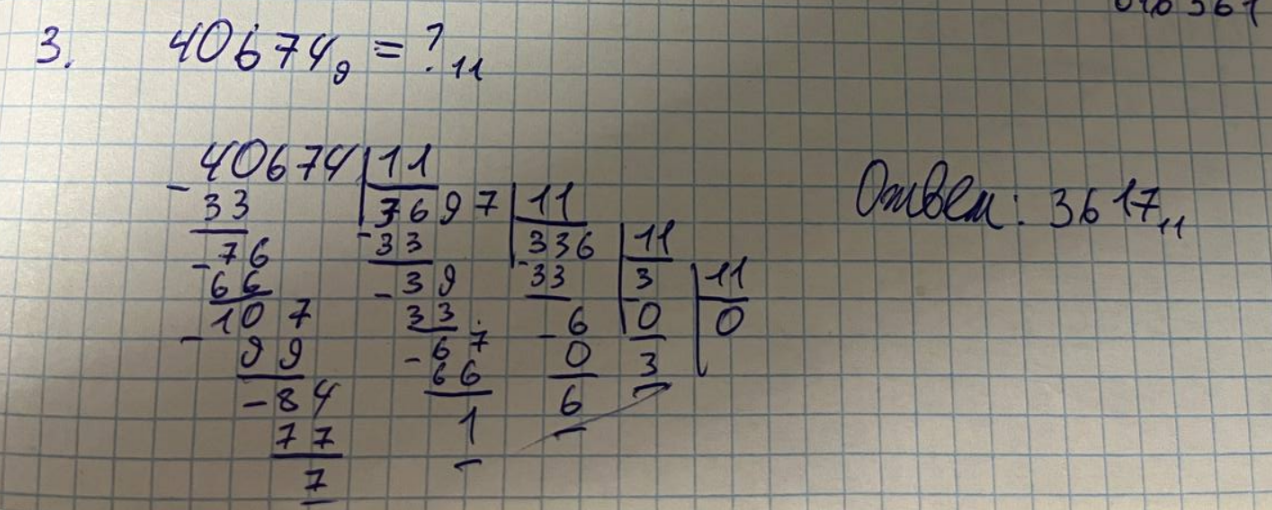 010361
3. 40674₉ = ?₁₁
40674 | 11
- 33 | 3697 | 11
- 76 - 33 | 336 | 11
66 - 39 - 33 | 3 | 11
- 107 33 - 6 | 0 | 0
99 - 67 0 3
- 84 66 6
77 1
7
Ответ: 3617₁₁